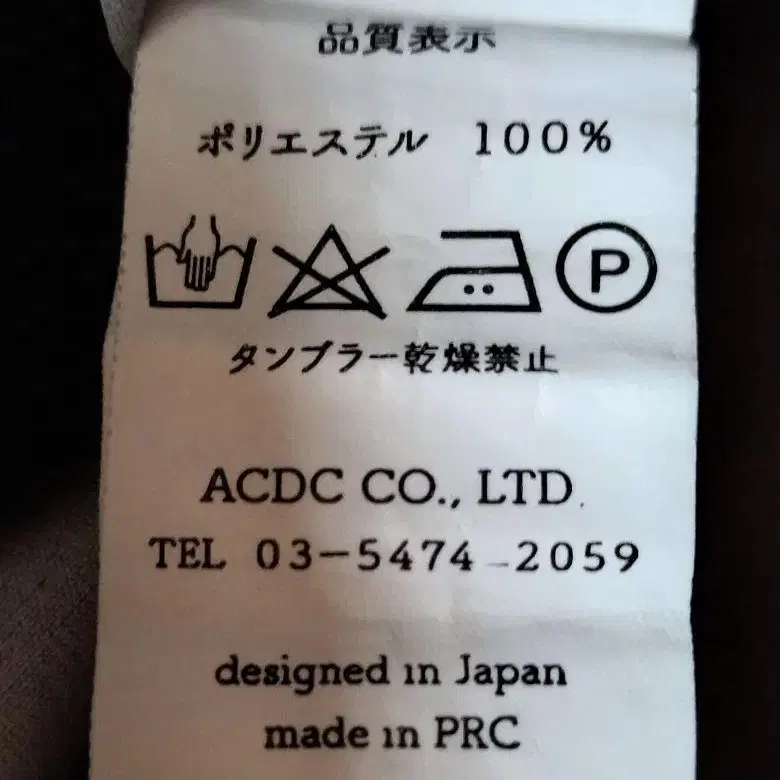 品質表示
ポリエステル 100%
P
タンブラー乾燥禁止
ACDC CO., LTD.
TEL 03-5474-2059
designed in Japan
made in PRC